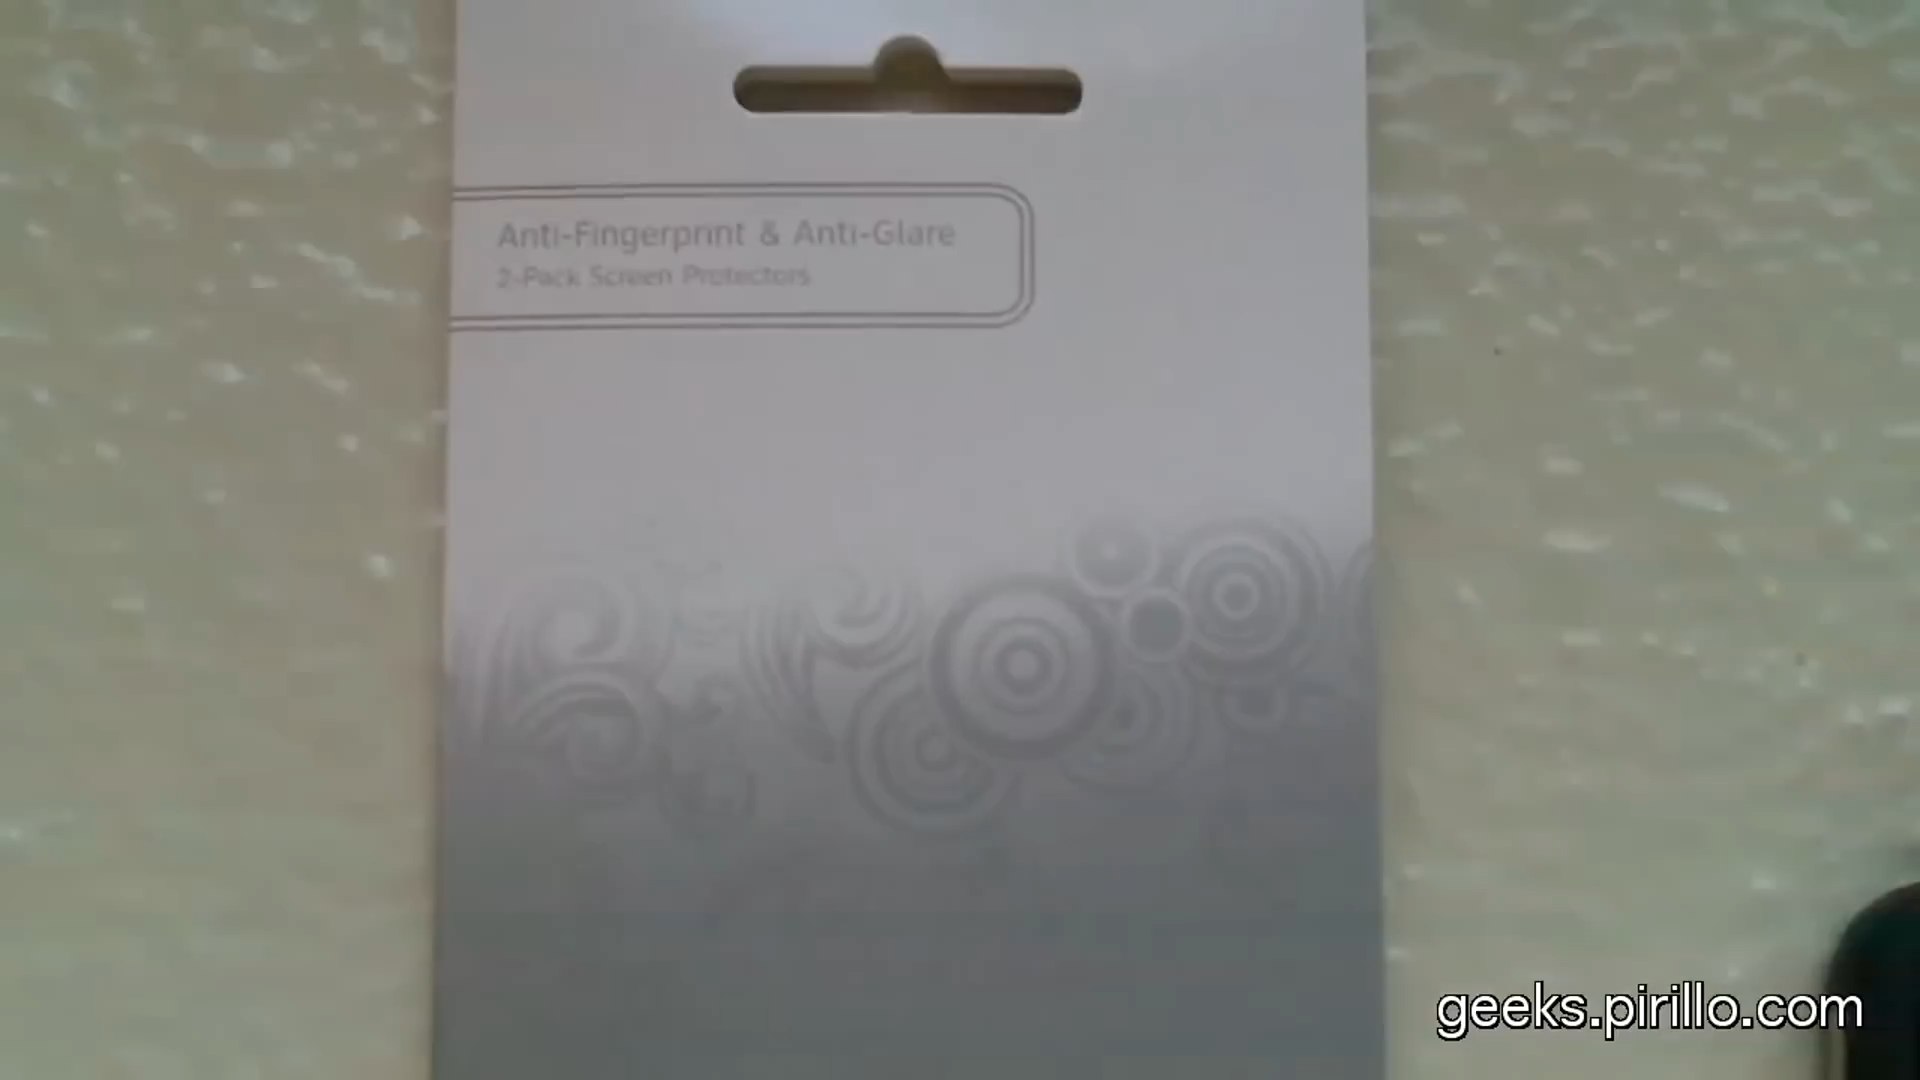 Anti-Fingerprint & Anti-Glare
2-Pack Screen Protectors
geeks.pirillo.com